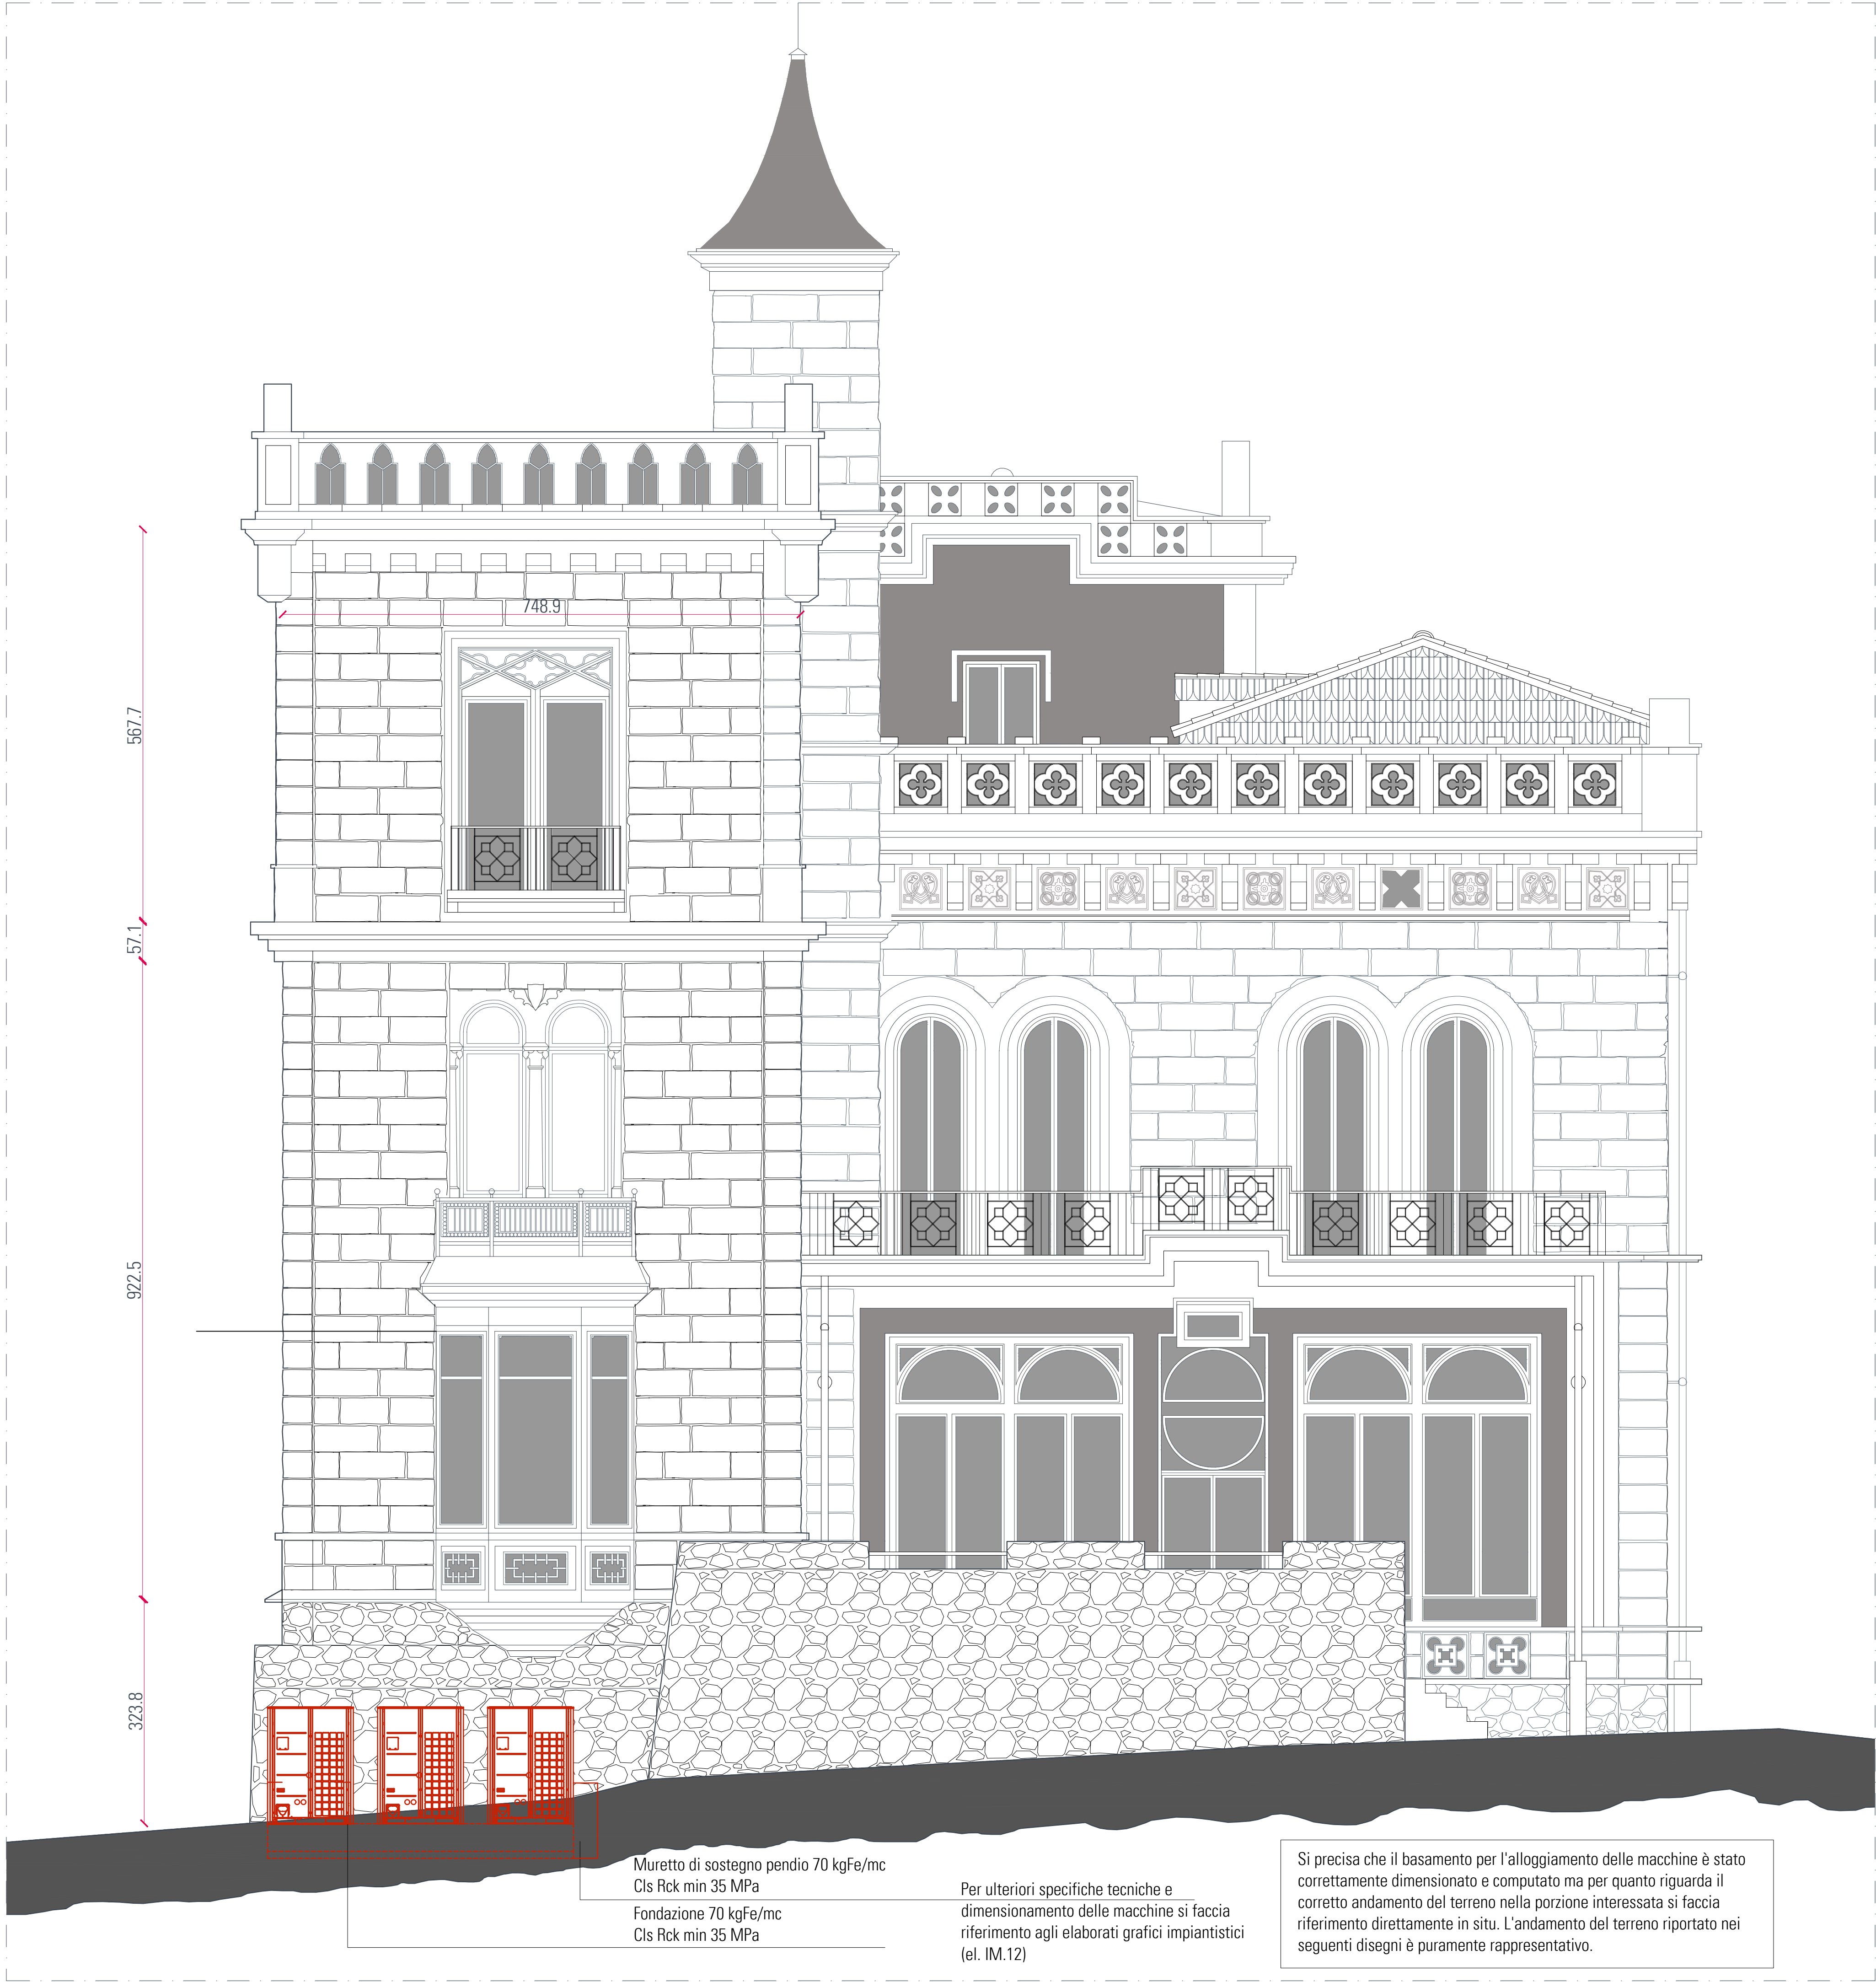 748.9
567.7
57.1
922.5
323.8
Muretto di sostegno pendio 70 kgFe/mc
Cls Rck min 35 MPa
Fondazione 70 kgFe/mc
Cls Rck min 35 MPa
Per ulteriori specifiche tecniche e
dimensionamento delle macchine si faccia
riferimento agli elaborati grafici impiantistici
(el. IM.12)
Si precisa che il basamento per l'alloggiamento delle macchine è stato
correttamente dimensionato e computato ma per quanto riguarda il
corretto andamento del terreno nella porzione interessata si faccia
riferimento direttamente in situ. L'andamento del terreno riportato nei
seguenti disegni è puramente rappresentativo.